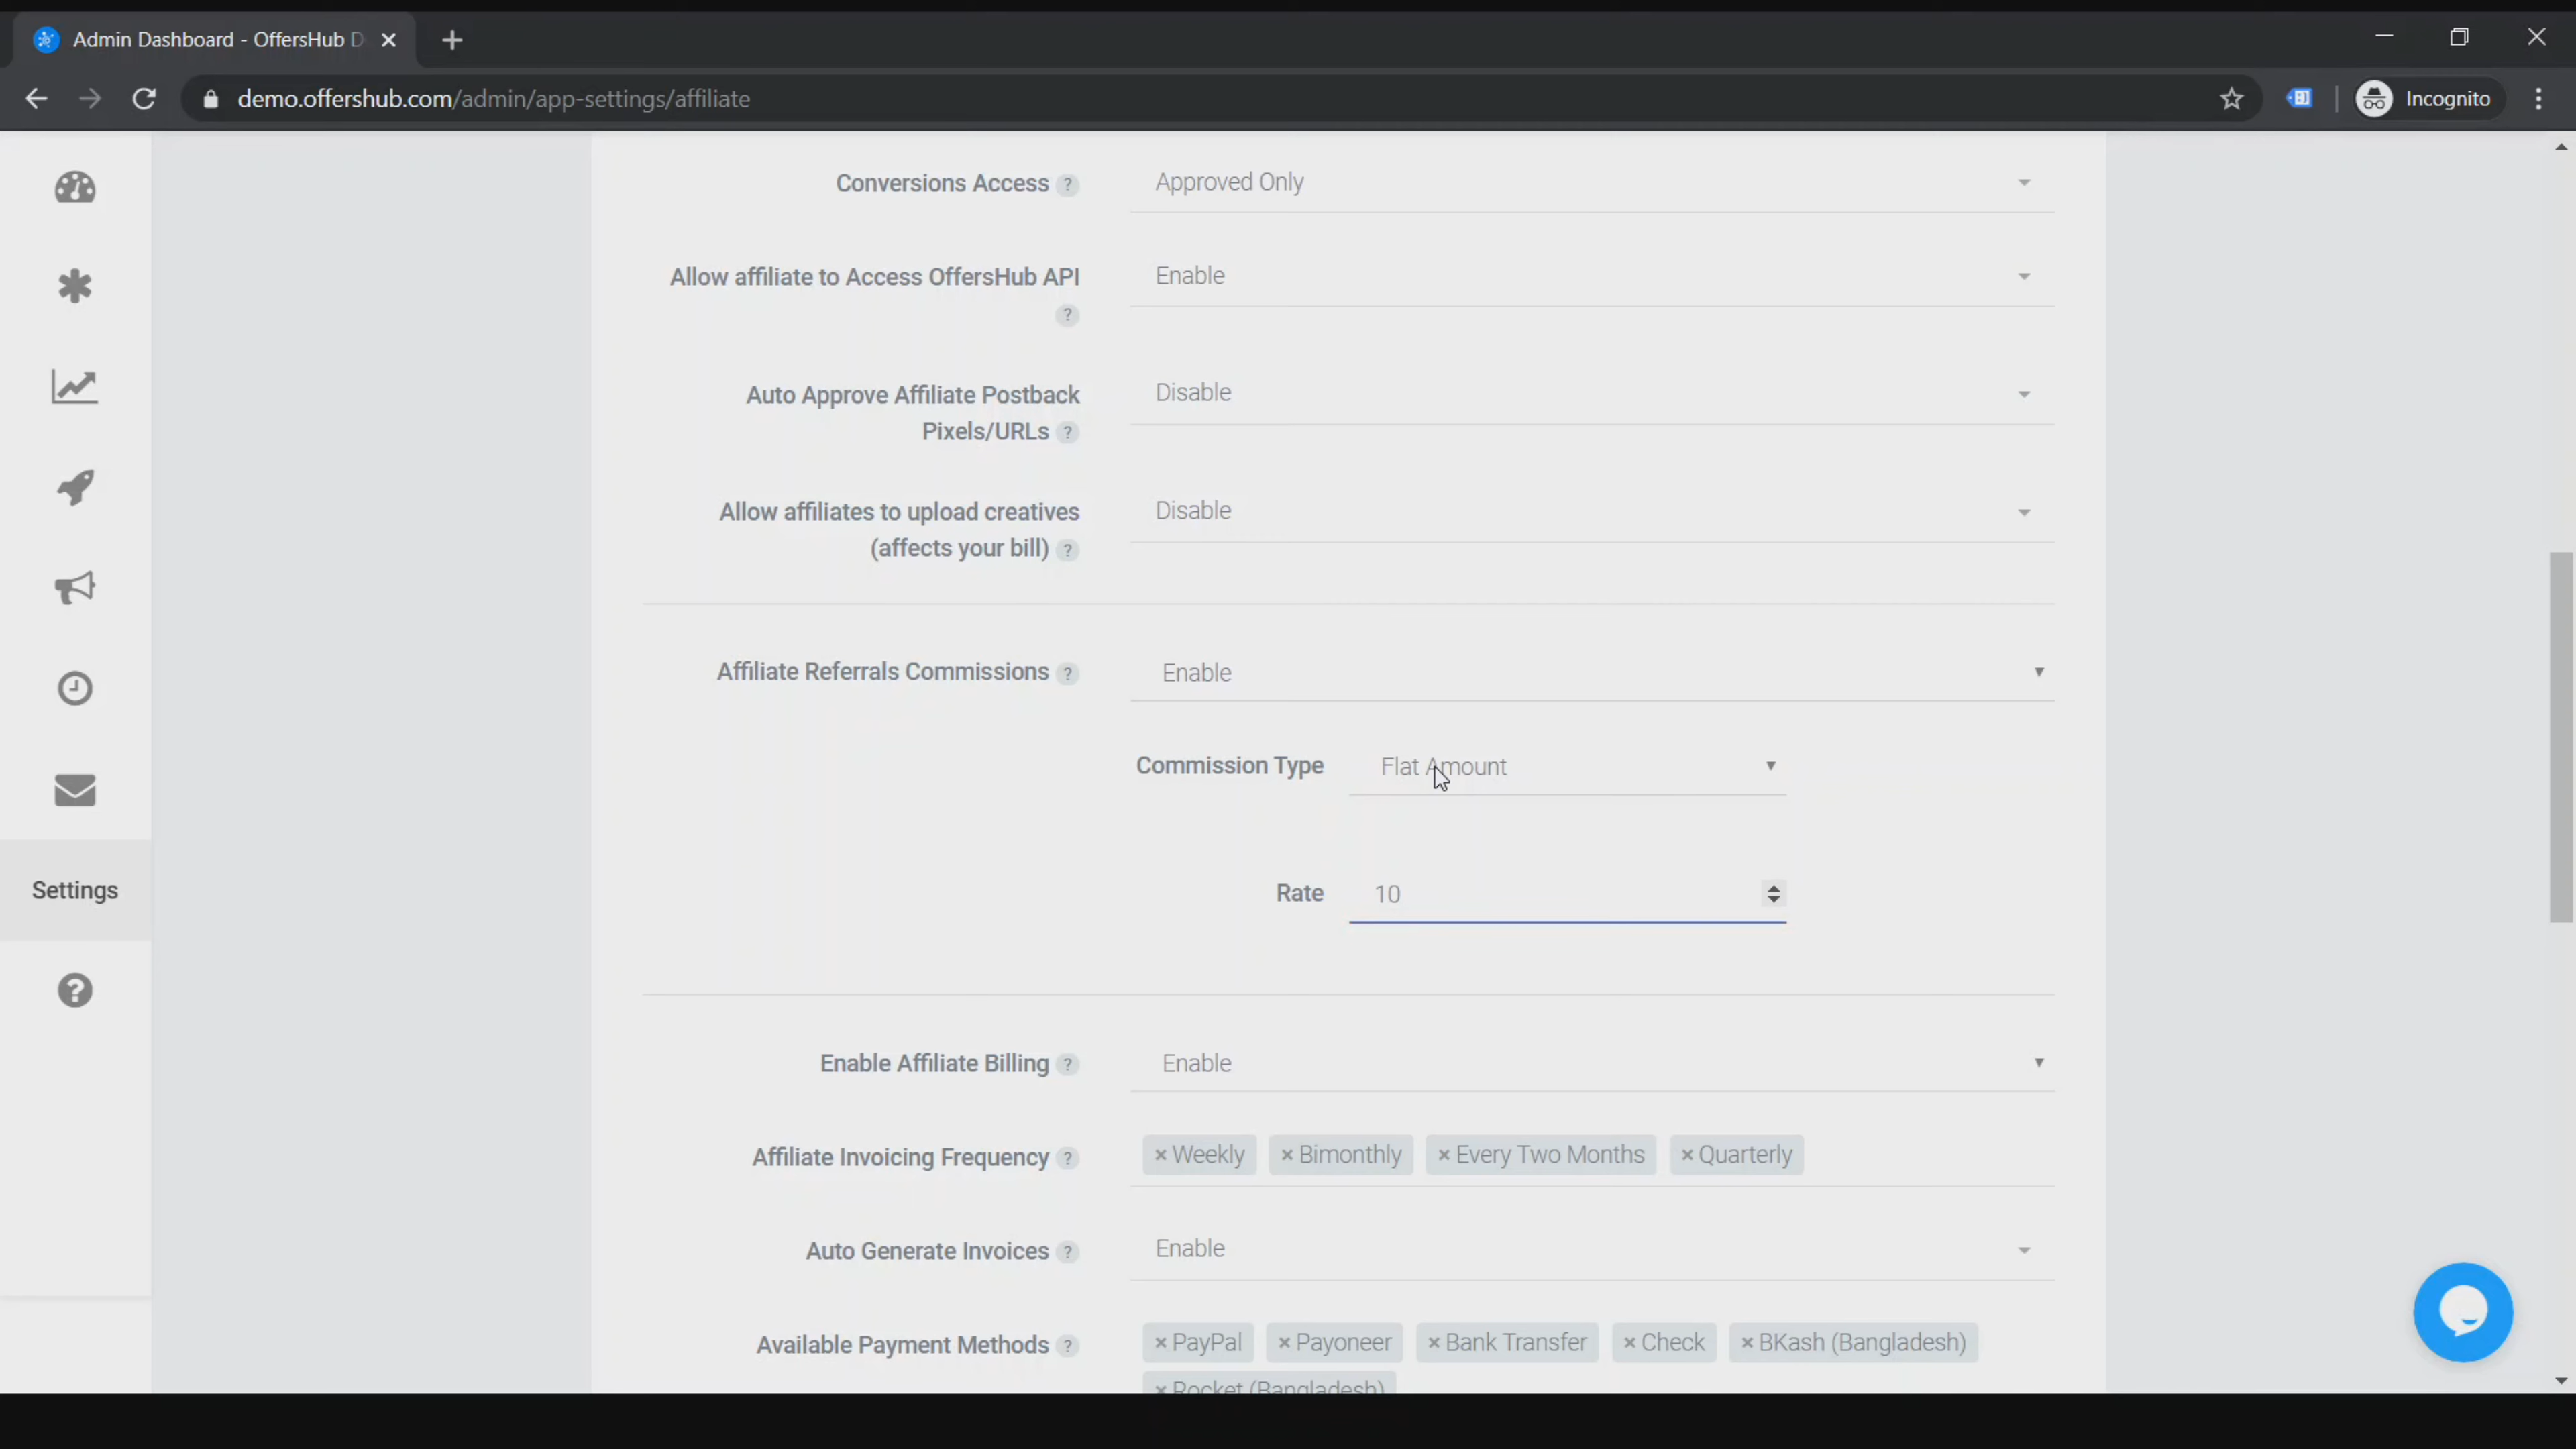 Admin Dashboard - OffersHub D
demo.offershub.com/admin/app-settings/affiliate
Incognito
Conversions Access ?
Approved Only
Allow affiliate to Access OffersHub API
?
Enable
Auto Approve Affiliate Postback
Pixels/URLs ?
Disable
Allow affiliates to upload creatives
(affects your bill) ?
Disable
Affiliate Referrals Commissions ?
Enable
Commission Type
Flat Amount
Rate
10
Settings
Enable Affiliate Billing ?
Enable
Affiliate Invoicing Frequency ?
× Weekly × Bimonthly × Every Two Months × Quarterly
Auto Generate Invoices ?
Enable
Available Payment Methods ?
× PayPal × Payoneer × Bank Transfer × Check × BKash (Bangladesh)
× Rocket (Bangladesh)